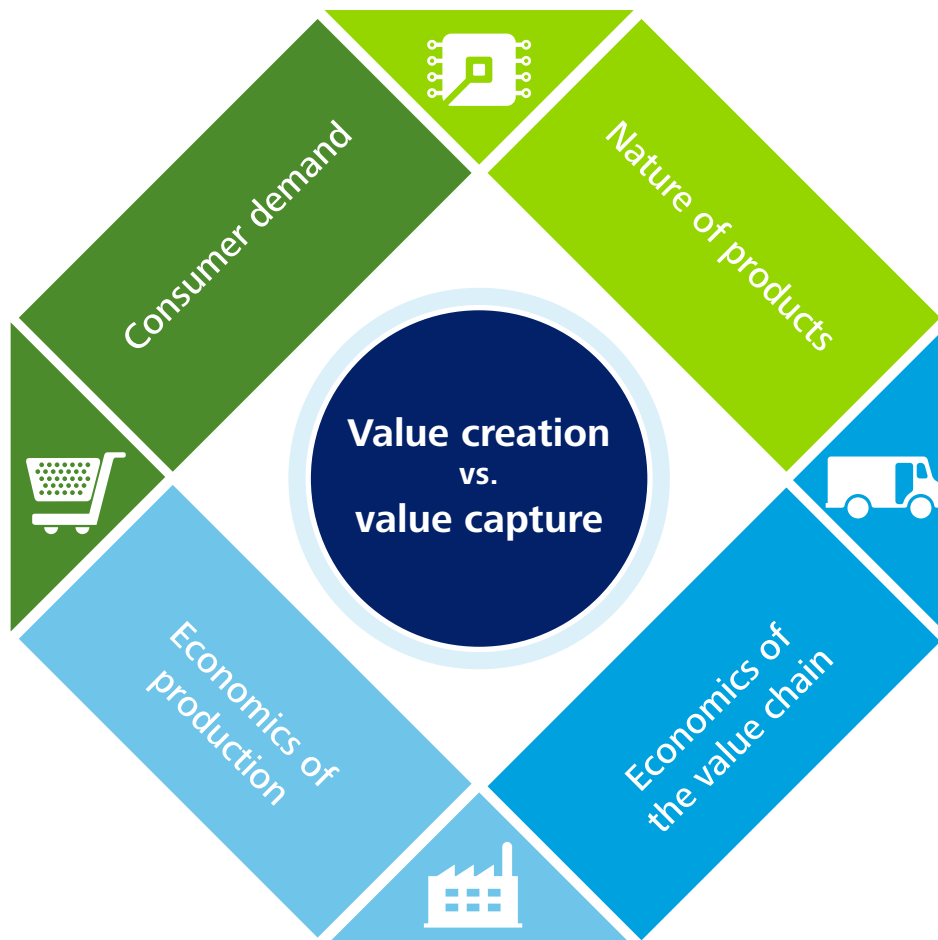 Consumer demand
Nature of products
Value creation
vs.
value capture
Economics of
production
Economics of
the value chain